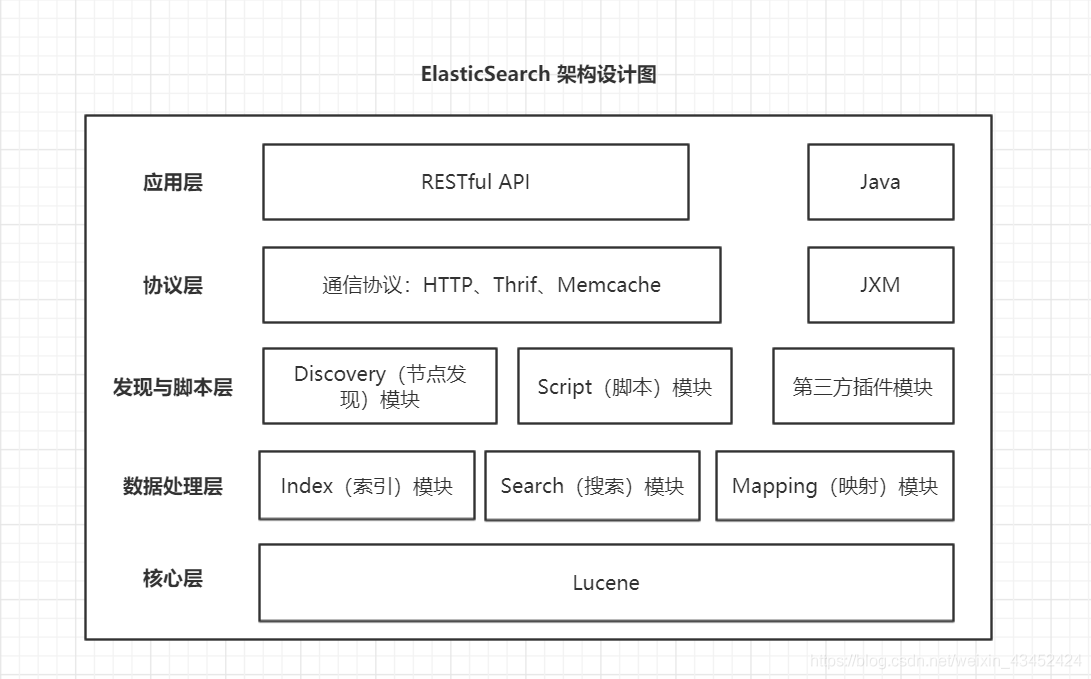 ElasticSearch 架构设计图
应用层
RESTful API
Java
协议层
通信协议：HTTP、Thrif、Memcache
JXM
发现与脚本层
Discovery（节点发
现）模块
Script（脚本）模块
第三方插件模块
数据处理层
Index（索引）模块
Search（搜索）模块
Mapping（映射）模块
核心层
Lucene
https://blog.csdn.net/weixin_43452424